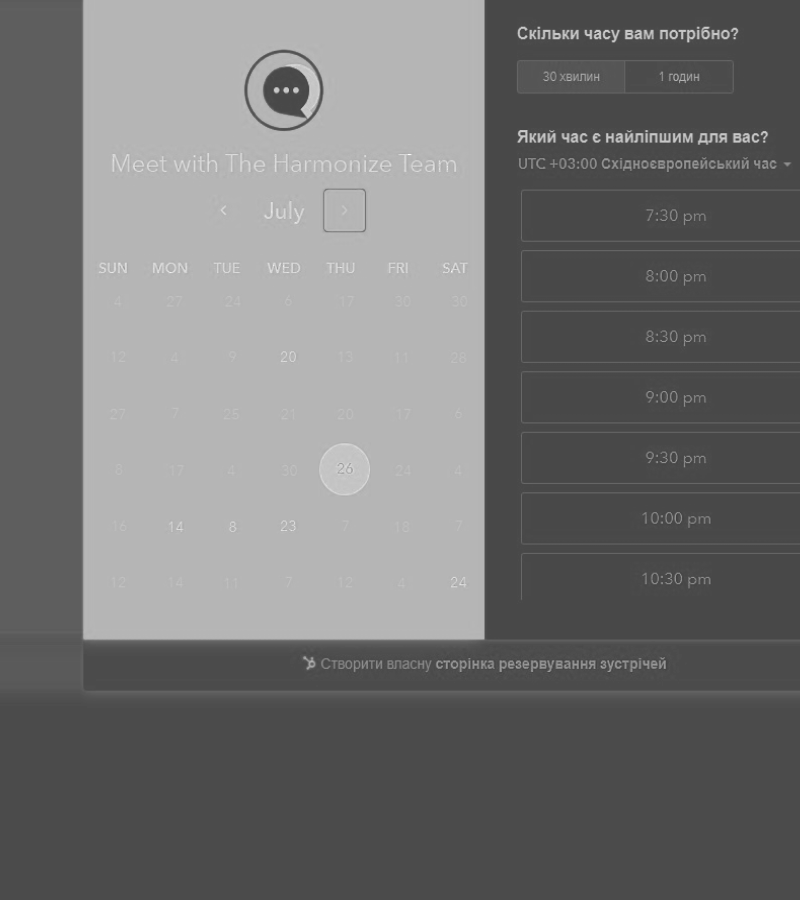 Meet with The Harmonize Team
July
SUN MON TUE WED THU FRI SAT
4 27 24 6 17 30 30
12 4 9 20 13 11 28
27 7 25 21 20 17 6
8 17 4 30 26 24 4
16 14 8 23 7 15 7
12 14 11 7 12 4 24
Скільки часу вам потрібно?
30 хвилин 1 годин
Який час є найліпшим для вас?
UTC +03:00 Східноєвропейський час
7:30 pm
8:00 pm
8:30 pm
9:00 pm
9:30 pm
10:00 pm
10:30 pm
Створити власну сторінка резервування зустрічей